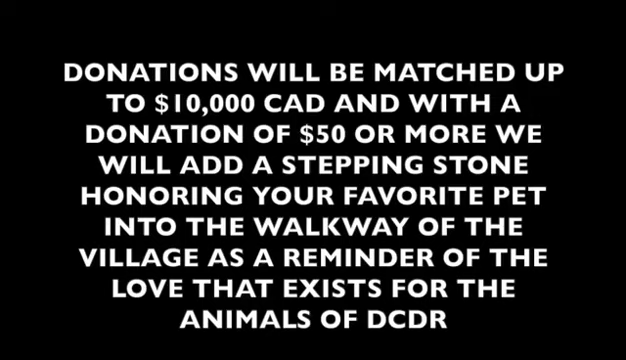 DONATIONS WILL BE MATCHED UP
TO $10,000 CAD AND WITH A
DONATION OF $50 OR MORE WE
WILL ADD A STEPPING STONE
HONORING YOUR FAVORITE PET
INTO THE WALKWAY OF THE
VILLAGE AS A REMINDER OF THE
LOVE THAT EXISTS FOR THE
ANIMALS OF DCDR